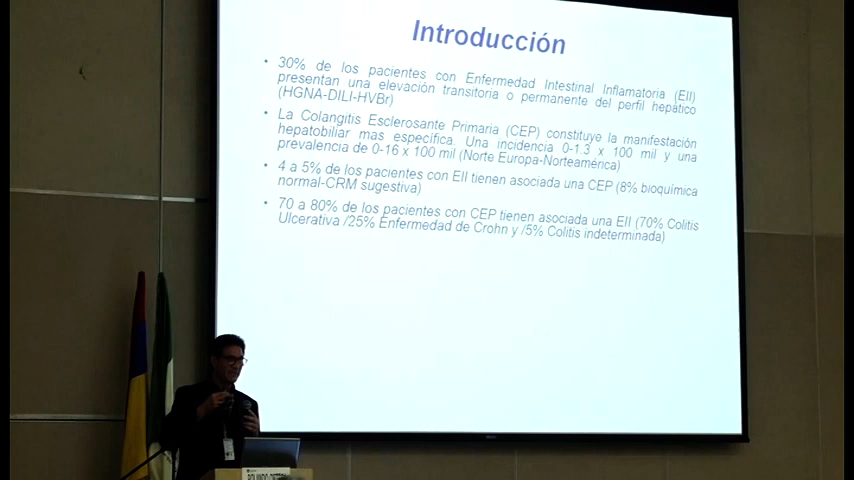 Introducción
• 30% de los pacientes con Enfermedad Intestinal Inflamatoria (EII)
presentan una elevación transitoria o permanente del perfil hepático
(HGNA-DILI-HVBr)
• La Colangitis Esclerosante Primaria (CEP) constituye la manifestación
hepatobiliar mas específica. Una incidencia 0-1.3 x 100 mil y una
prevalencia de 0-16 x 100 mil (Norte Europa-Norteamérica)
• 4 a 5% de los pacientes con EII tienen asociada una CEP (8% bioquímica
normal-CRM sugestiva)
• 70 a 80% de los pacientes con CEP tienen asociada una EII (70% Colitis
Ulcerativa /25% Enfermedad de Crohn y /5% Colitis indeterminada)